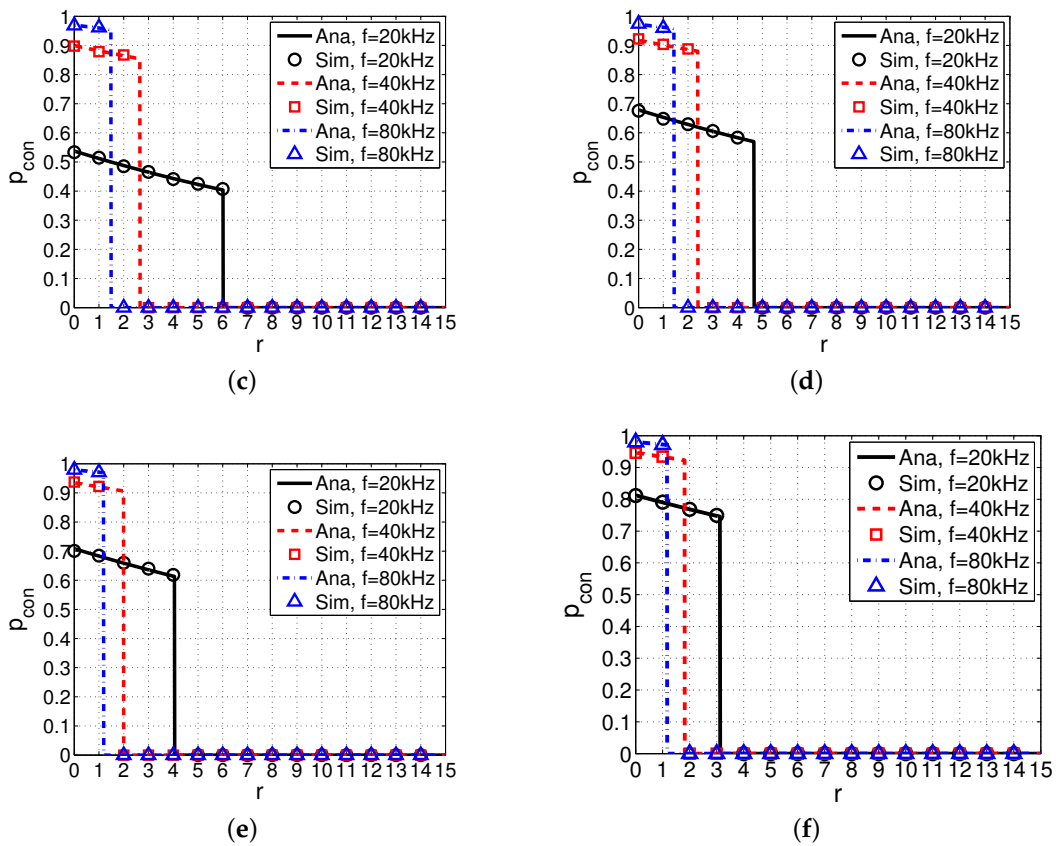 1
0.9
0.8
0.7
0.6
0.5
0.4
0.3
0.2
0.1
0
p_con
Ana, f=20kHz
Sim, f=20kHz
Ana, f=40kHz
Sim, f=40kHz
Ana, f=80kHz
Sim, f=80kHz
0 1 2 3 4 5 6 7 8 9 10 11 12 13 14 15
r
(c)
1
0.9
0.8
0.7
0.6
0.5
0.4
0.3
0.2
0.1
0
p_con
Ana, f=20kHz
Sim, f=20kHz
Ana, f=40kHz
Sim, f=40kHz
Ana, f=80kHz
Sim, f=80kHz
0 1 2 3 4 5 6 7 8 9 10 11 12 13 14 15
r
(d)
1
0.9
0.8
0.7
0.6
0.5
0.4
0.3
0.2
0.1
0
p_con
Ana, f=20kHz
Sim, f=20kHz
Ana, f=40kHz
Sim, f=40kHz
Ana, f=80kHz
Sim, f=80kHz
0 1 2 3 4 5 6 7 8 9 10 11 12 13 14 15
r
(e)
1
0.9
0.8
0.7
0.6
0.5
0.4
0.3
0.2
0.1
0
p_con
Ana, f=20kHz
Sim, f=20kHz
Ana, f=40kHz
Sim, f=40kHz
Ana, f=80kHz
Sim, f=80kHz
0 1 2 3 4 5 6 7 8 9 10 11 12 13 14 15
r
(f)